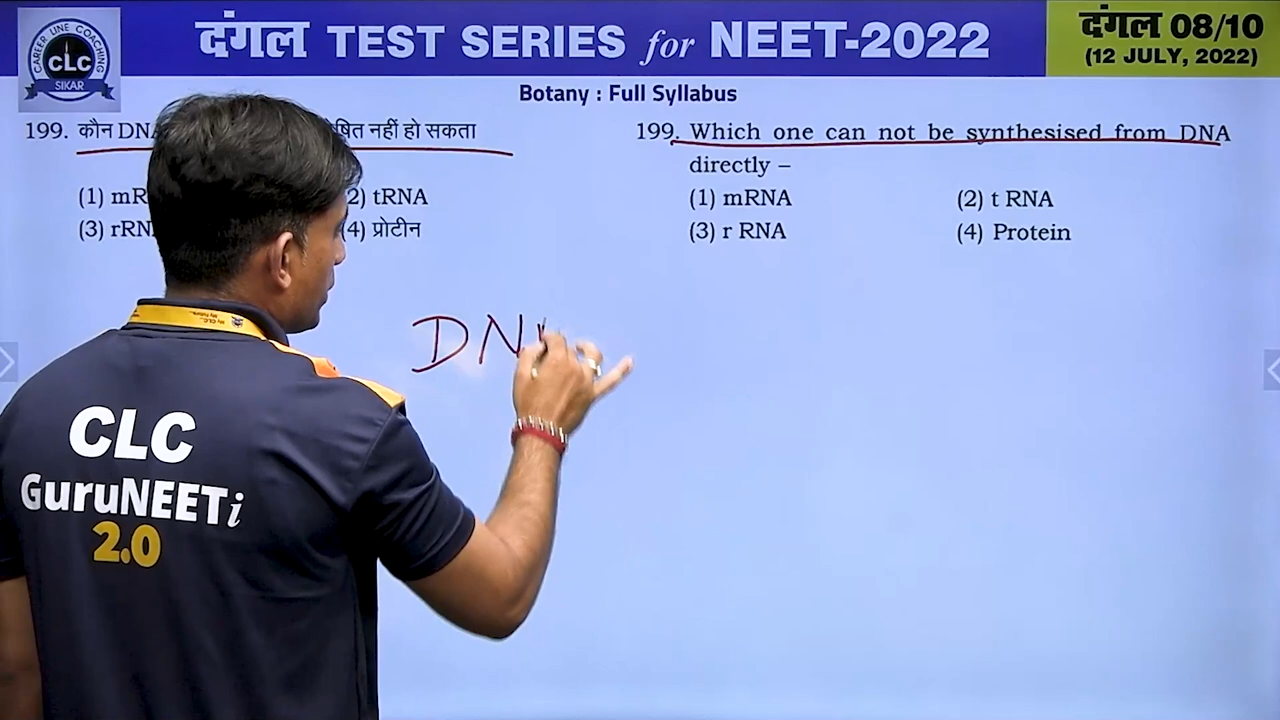 CAREER LINE COACHING
CLC
SIKAR
दंगल TEST SERIES for NEET-2022
दंगल 08/10
(12 JULY, 2022)
Botany : Full Syllabus
199. कौन DNA नहीं हो सकता
(1) mR
(2) tRNA
(3) rRN
(4) प्रोटीन
199. Which one can not be synthesised from DNA
directly –
(1) mRNA
(2) t RNA
(3) r RNA
(4) Protein
DN
CLC
GuruNEETi
2.0